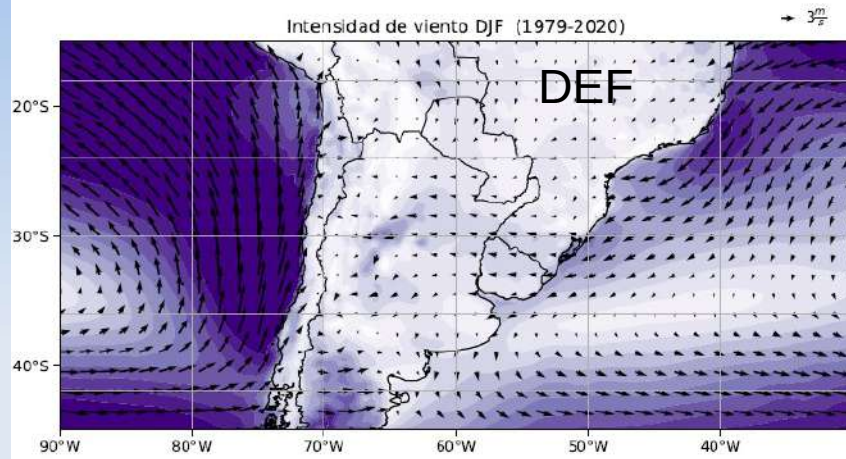 Intensidad de viento DJF (1979-2020)
3 m/s
DEF
20°S
30°S
40°S
90°W 80°W 70°W 60°W 50°W 40°W